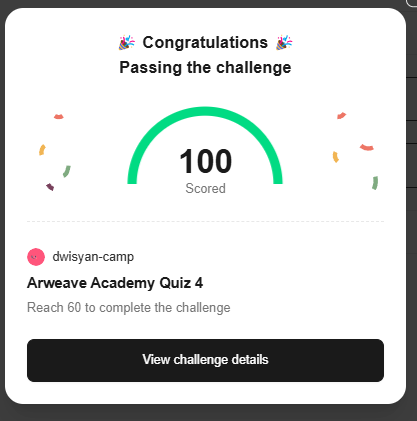 🎉 Congratulations 🎉
Passing the challenge
100
Scored
dwisyan-camp
Arweave Academy Quiz 4
Reach 60 to complete the challenge
View challenge details